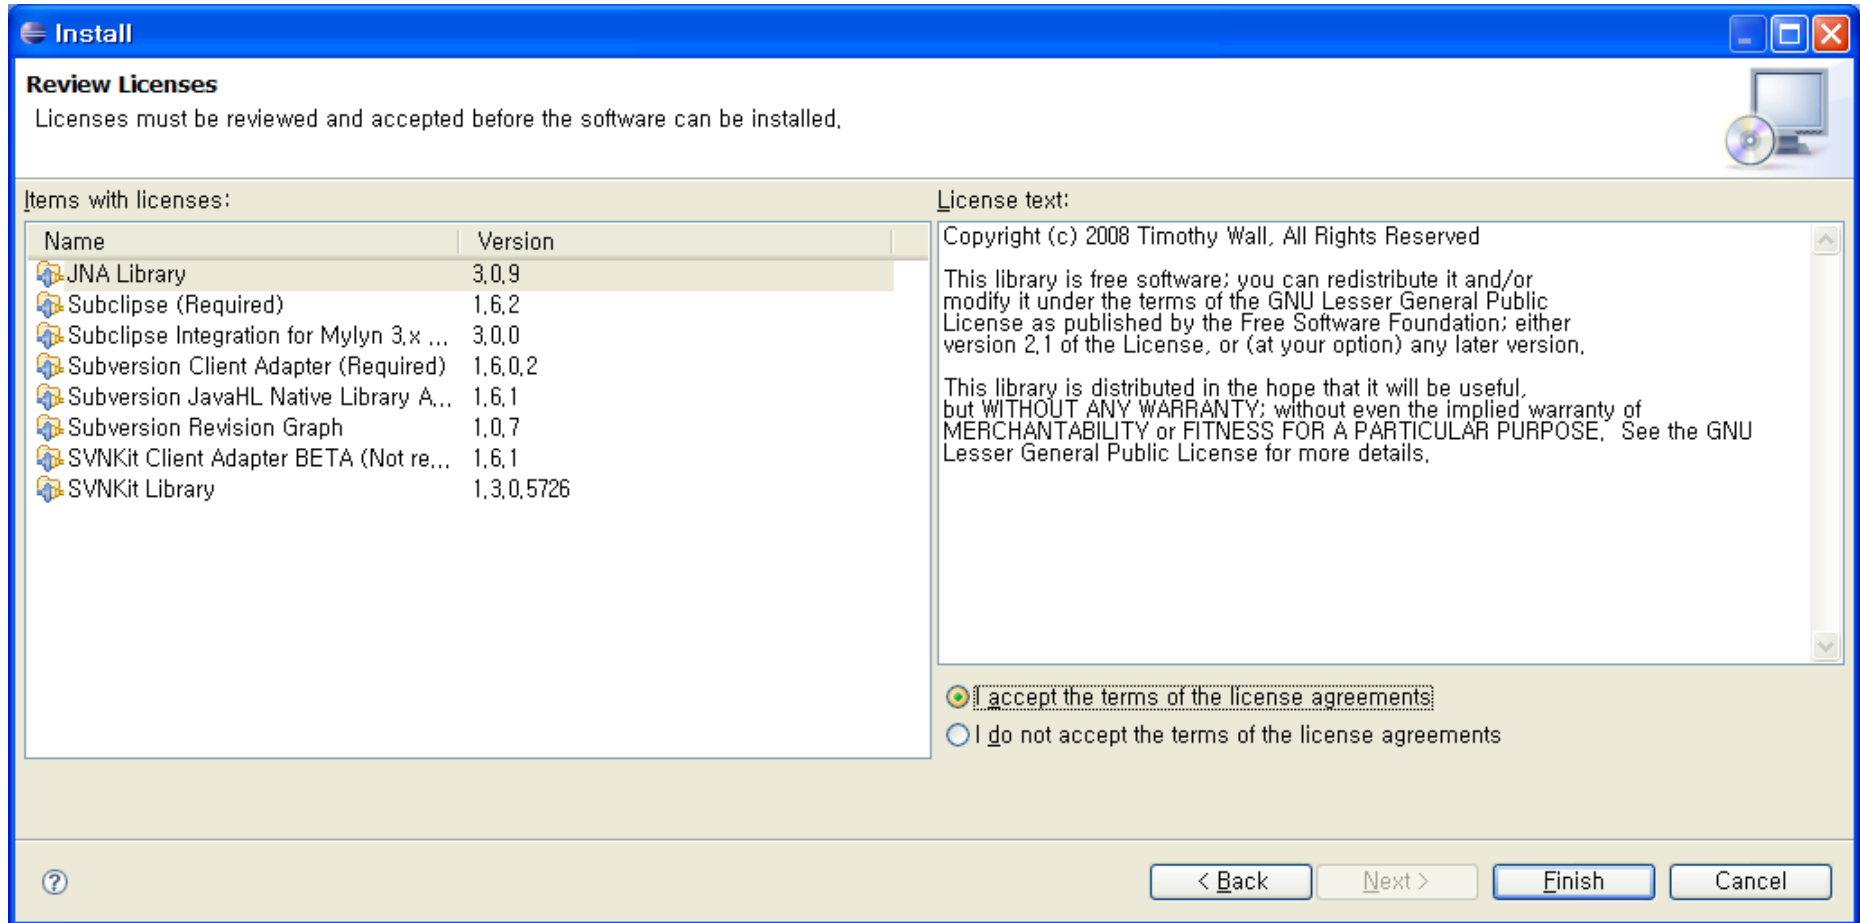 Install
Review Licenses
Licenses must be reviewed and accepted before the software can be installed.
Items with licenses:
Name Version
JNA Library 3.0.9
Subclipse (Required) 1.6.2
Subclipse Integration for Mylyn 3.x ... 3.0.0
Subversion Client Adapter (Required) 1.6.0.2
Subversion JavaHL Native Library A... 1.6.1
Subversion Revision Graph 1.0.7
SVNKit Client Adapter BETA (Not re... 1.6.1
SVNKit Library 1.3.0.5726
License text:
Copyright (c) 2008 Timothy Wall, All Rights Reserved
This library is free software; you can redistribute it and/or
modify it under the terms of the GNU Lesser General Public
License as published by the Free Software Foundation; either
version 2.1 of the License, or (at your option) any later version.
This library is distributed in the hope that it will be useful,
but WITHOUT ANY WARRANTY; without even the implied warranty of
MERCHANTABILITY or FITNESS FOR A PARTICULAR PURPOSE. See the GNU
Lesser General Public License for more details.
I accept the terms of the license agreements
I do not accept the terms of the license agreements
? < Back Next > Finish Cancel